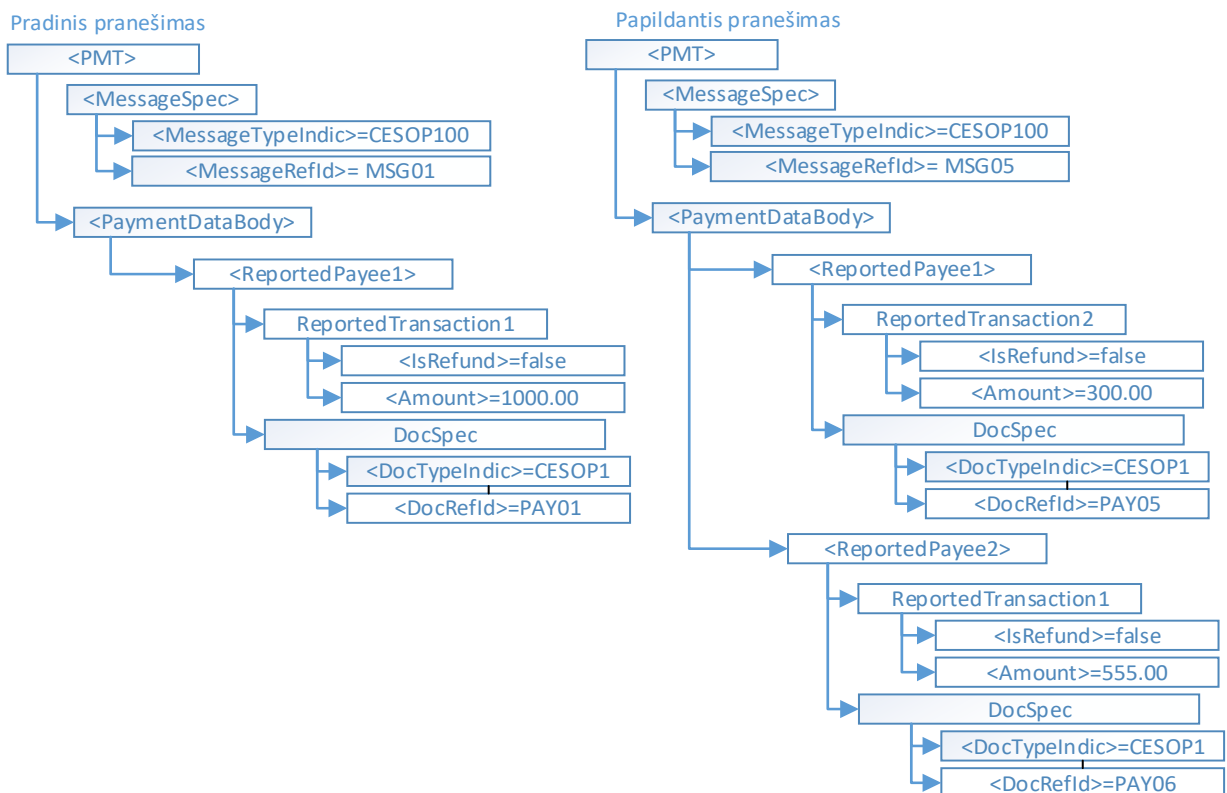 Pradinis pranešimas
<PMT>
<MessageSpec>
<MessageTypeIndic>=CESOP100
<MessageRefId>= MSG01
<PaymentDataBody>
<ReportedPayee1>
ReportedTransaction1
<IsRefund>=false
<Amount>=1000.00
DocSpec
<DocTypeIndic>=CESOP1
<DocRefId>=PAY01
Papildantis pranešimas
<PMT>
<MessageSpec>
<MessageTypeIndic>=CESOP100
<MessageRefId>= MSG05
<PaymentDataBody>
<ReportedPayee1>
ReportedTransaction2
<IsRefund>=false
<Amount>=300.00
DocSpec
<DocTypeIndic>=CESOP1
<DocRefId>=PAY05
<ReportedPayee2>
ReportedTransaction1
<IsRefund>=false
<Amount>=555.00
DocSpec
<DocTypeIndic>=CESOP1
<DocRefId>=PAY06